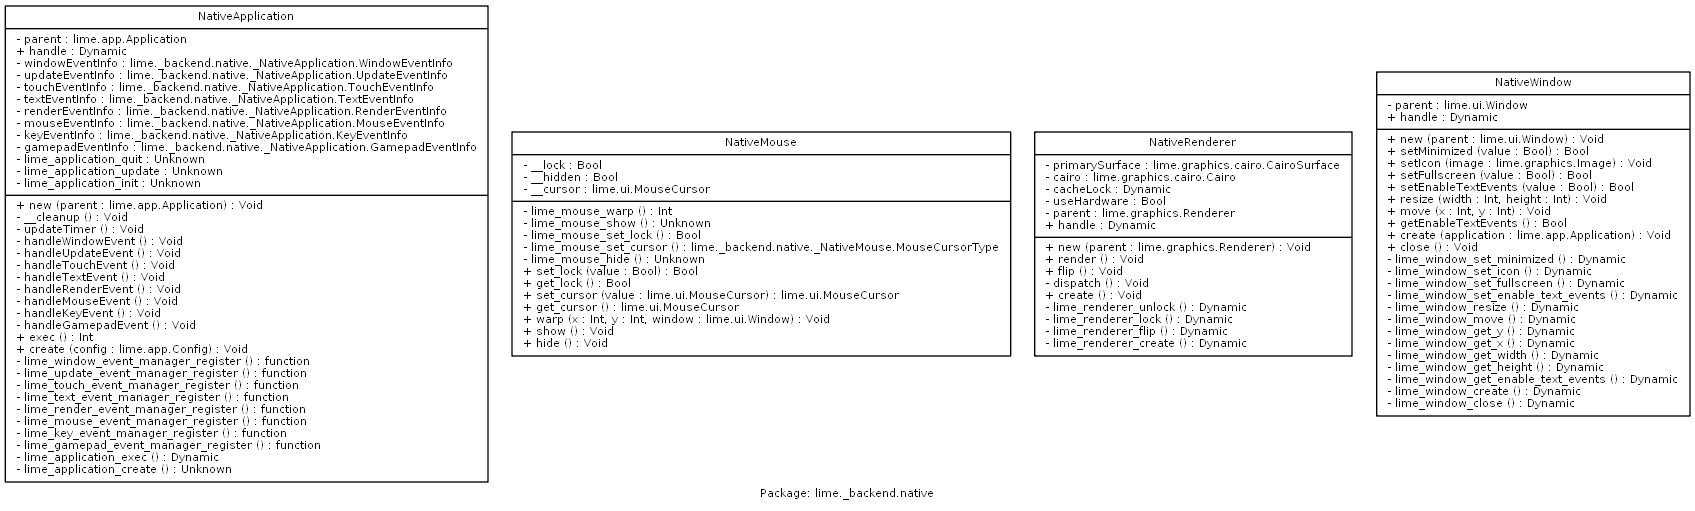 NativeApplication
- parent : lime.app.Application
+ handle : Dynamic
- windowEventInfo : lime._backend.native._NativeApplication.WindowEventInfo
- updateEventInfo : lime._backend.native._NativeApplication.UpdateEventInfo
- touchEventInfo : lime._backend.native._NativeApplication.TouchEventInfo
- textEventInfo : lime._backend.native._NativeApplication.TextEventInfo
- renderEventInfo : lime._backend.native._NativeApplication.RenderEventInfo
- mouseEventInfo : lime._backend.native._NativeApplication.MouseEventInfo
- keyEventInfo : lime._backend.native._NativeApplication.KeyEventInfo
- gamepadEventInfo : lime._backend.native._NativeApplication.GamepadEventInfo
- lime_application_quit : Unknown
- lime_application_update : Unknown
- lime_application_init : Unknown
+ new (parent : lime.app.Application) : Void
- __cleanup () : Void
- updateTimer () : Void
- handleWindowEvent () : Void
- handleUpdateEvent () : Void
- handleTouchEvent () : Void
- handleTextEvent () : Void
- handleRenderEvent () : Void
- handleMouseEvent () : Void
- handleKeyEvent () : Void
- handleGamepadEvent () : Void
+ exec () : Int
+ create (config : lime.app.Config) : Void
- lime_window_event_manager_register () : function
- lime_update_event_manager_register () : function
- lime_touch_event_manager_register () : function
- lime_text_event_manager_register () : function
- lime_render_event_manager_register () : function
- lime_mouse_event_manager_register () : function
- lime_key_event_manager_register () : function
- lime_gamepad_event_manager_register () : function
- lime_application_exec () : Dynamic
- lime_application_create () : Unknown
NativeMouse
- __lock : Bool
- __hidden : Bool
- __cursor : lime.ui.MouseCursor
- lime_mouse_warp () : Int
- lime_mouse_show () : Unknown
- lime_mouse_set_lock () : Bool
- lime_mouse_set_cursor () : lime._backend.native._NativeMouse.MouseCursorType
- lime_mouse_hide () : Unknown
+ set_lock (value : Bool) : Bool
+ get_lock () : Bool
+ set_cursor (value : lime.ui.MouseCursor) : lime.ui.MouseCursor
+ get_cursor () : lime.ui.MouseCursor
+ warp (x : Int, y : Int, window : lime.ui.Window) : Void
+ show () : Void
+ hide () : Void
NativeRenderer
- primarySurface : lime.graphics.cairo.CairoSurface
- cairo : lime.graphics.cairo.Cairo
- cacheLock : Dynamic
- useHardware : Bool
- parent : lime.graphics.Renderer
+ handle : Dynamic
+ new (parent : lime.graphics.Renderer) : Void
+ render () : Void
+ flip () : Void
- dispatch () : Void
+ create () : Void
- lime_renderer_unlock () : Dynamic
- lime_renderer_lock () : Dynamic
- lime_renderer_flip () : Dynamic
- lime_renderer_create () : Dynamic
NativeWindow
- parent : lime.ui.Window
+ handle : Dynamic
+ new (parent : lime.ui.Window) : Void
+ setMinimized (value : Bool) : Bool
+ setIcon (image : lime.graphics.Image) : Void
+ setFullscreen (value : Bool) : Bool
+ setEnableTextEvents (value : Bool) : Bool
+ resize (width : Int, height : Int) : Void
+ move (x : Int, y : Int) : Void
+ getEnableTextEvents () : Bool
+ create (application : lime.app.Application) : Void
+ close () : Void
- lime_window_set_minimized () : Dynamic
- lime_window_set_icon () : Dynamic
- lime_window_set_fullscreen () : Dynamic
- lime_window_set_enable_text_events () : Dynamic
- lime_window_resize () : Dynamic
- lime_window_move () : Dynamic
- lime_window_get_y () : Dynamic
- lime_window_get_x () : Dynamic
- lime_window_get_width () : Dynamic
- lime_window_get_height () : Dynamic
- lime_window_get_enable_text_events () : Dynamic
- lime_window_create () : Dynamic
- lime_window_close () : Dynamic
Package: lime._backend.native